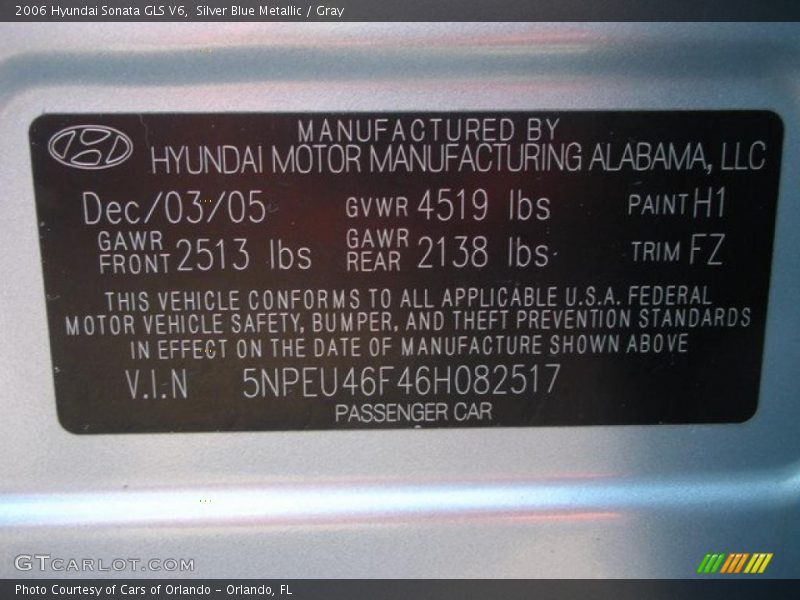 2006 Hyundai Sonata GLS V6,  Silver Blue Metallic / Gray
MANUFACTURED BY
HYUNDAI MOTOR MANUFACTURING ALABAMA, LLC
Dec/03/05 GVWR 4519 lbs PAINT H1
GAWR FRONT 2513 lbs GAWR REAR 2138 lbs TRIM FZ
THIS VEHICLE CONFORMS TO ALL APPLICABLE U.S.A. FEDERAL
MOTOR VEHICLE SAFETY, BUMPER, AND THEFT PREVENTION STANDARDS
IN EFFECT ON THE DATE OF MANUFACTURE SHOWN ABOVE
V.I.N 5NPEU46F46H082517
PASSENGER CAR
GTCARLOT.COM
Photo Courtesy of Cars of Orlando - Orlando, FL